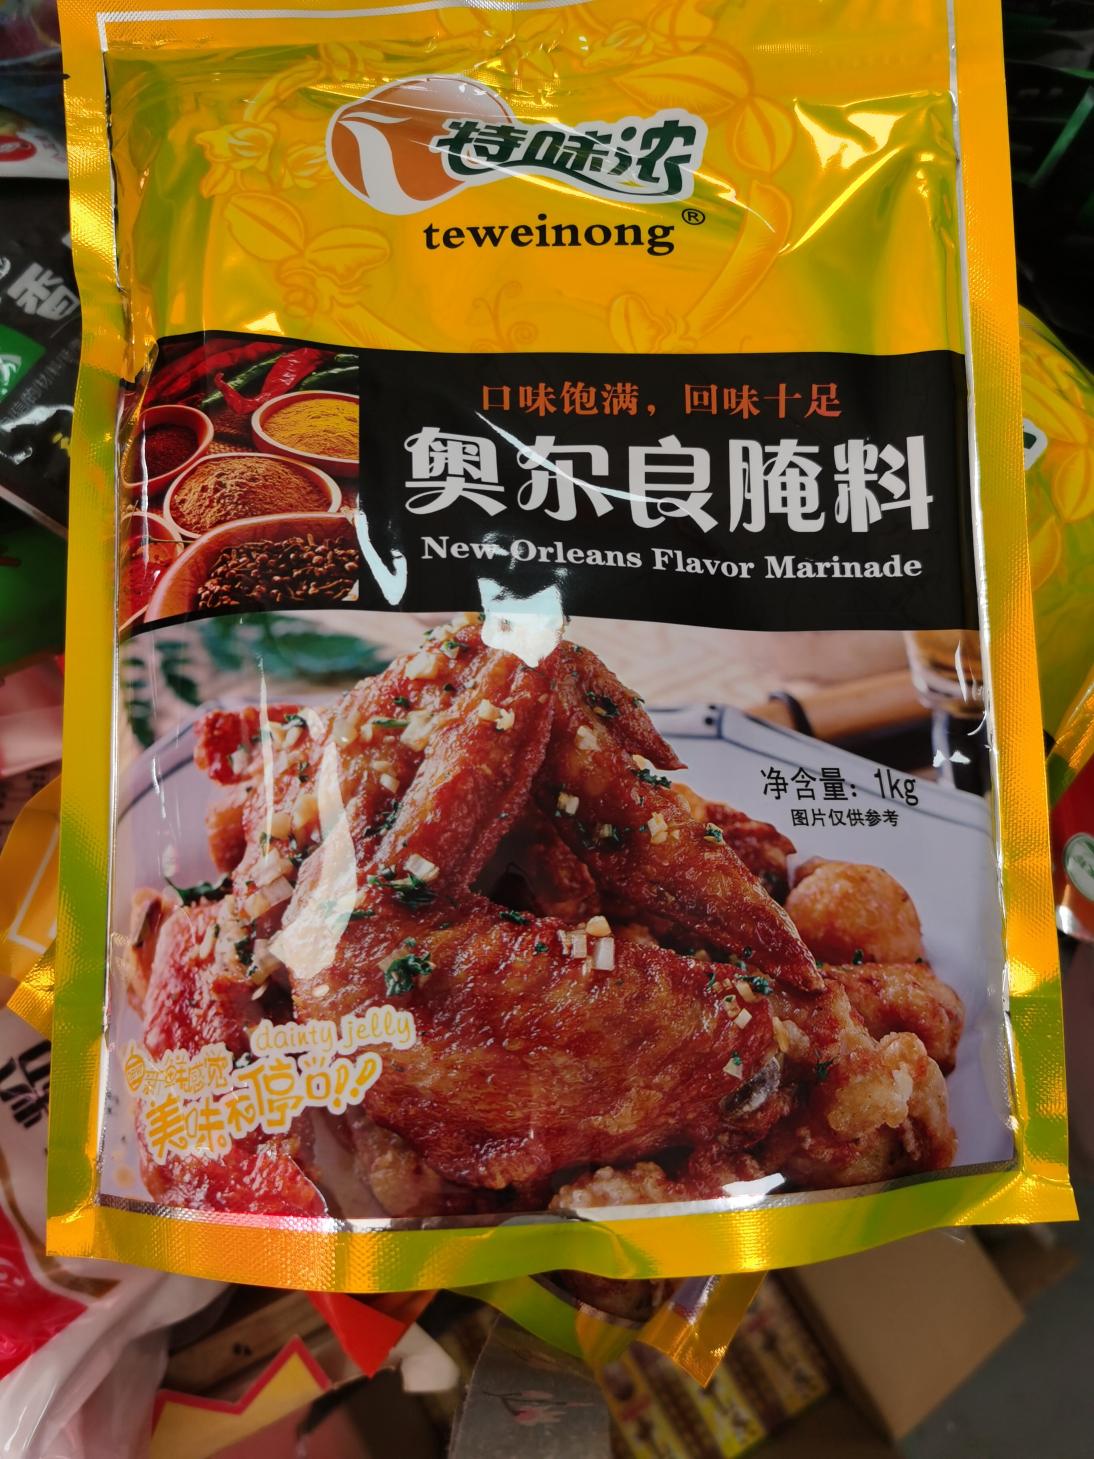 特味浓
teweinong®
口味饱满，回味十足
奥尔良腌料
New Orleans Flavor Marinade
净含量：1kg
图片仅供参考
dainty jelly
美味不停口!!
香